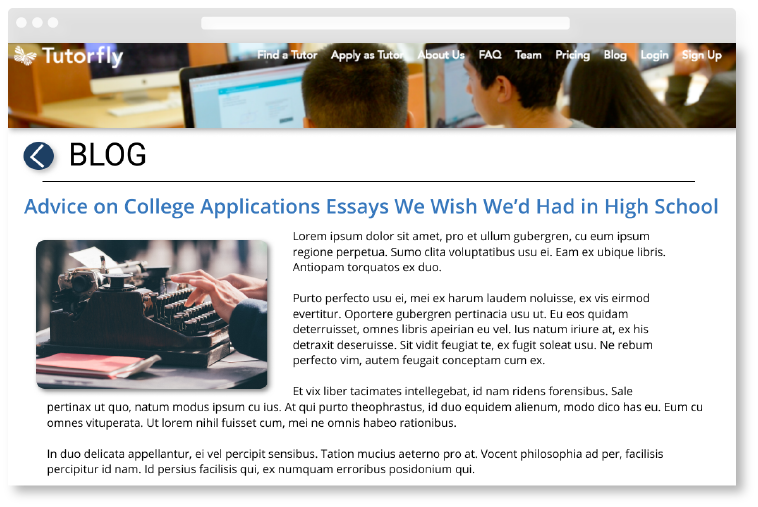 Tutorfly
Find a Tutor Apply as Tutor About Us FAQ Team Pricing Blog Login Sign Up
BLOG
Advice on College Applications Essays We Wish We’d Had in High School
Lorem ipsum dolor sit amet, pro et ullum gubergren, cu eum ipsum
regione perpetua. Sumo clita voluptatibus usu ei. Eam ex ubique libris.
Antiopam torquatos ex duo.
Purto perfecto usu ei, mei ex harum laudem noluisse, ex vis eirmod
evertitur. Oportere gubergren pertinacia usu ut. Eu eos quidam
deterruisset, omnes libris apeirian eu vel. Ius natum iriure at, ex his
detraxit deseruisse. Sit vidit feugiat te, ex fugit soleat usu. Ne rebum
perfecto vim, autem feugait conceptam cum ex.
Et vix liber tacimates intellegebat, id nam ridens forensibus. Sale
pertinax ut quo, natum modus ipsum cu ius. At qui purto theophrastus, id duo equidem alienum, modo dico has eu. Eum cu
omnes vituperata. Ut lorem nihil fuisset cum, mei ne omnis habeo rationibus.
In duo delicata appellantur, ei vel percipit sensibus. Tation mucius aeterno pro at. Vocent philosophia ad per, facilisis
percipitur id nam. Id persius facilisis qui, ex numquam erroribus posidonium qui.